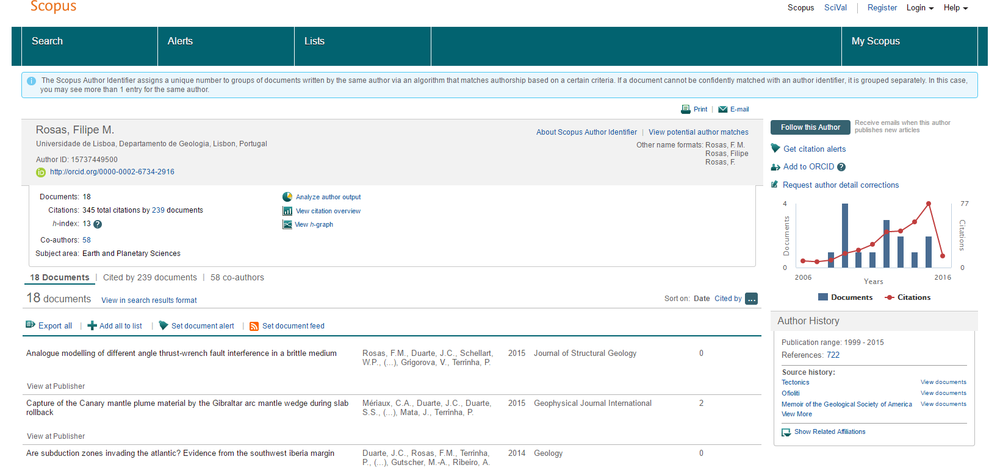 Scopus
Scopus SciVal Register Login Help
Search Alerts Lists My Scopus
The Scopus Author Identifier assigns a unique number to groups of documents written by the same author via an algorithm that matches authorship based on a certain criteria. If a document cannot be confidently matched with an author identifier, it is grouped separately. In this case,
you may see more than 1 entry for the same author.
Print | E-mail
Rosas, Filipe M.
Universidade de Lisboa, Departamento de Geologia, Lisbon, Portugal
Author ID: 15737449500
iD http://orcid.org/0000-0002-6734-2916
About Scopus Author Identifier | View potential author matches
Other name formats: Rosas, F. M.
Rosas, Filipe
Rosas, F.
Documents: 18
Citations: 345 total citations by 239 documents
h-index: 13 ?
Co-authors: 58
Subject area: Earth and Planetary Sciences
Analyze author output
View citation overview
View h-graph
18 Documents | Cited by 239 documents | 58 co-authors
18 documents View in search results format
Sort on: Date Cited by ...
Export all | Add all to list | Set document alert | Set document feed
Analogue modelling of different angle thrust-wrench fault interference in a brittle medium
Rosas, F.M., Duarte, J.C., Schellart,
W.P., (...), Grigorova, V., Terrinha, P.
2015 Journal of Structural Geology 0
View at Publisher
Capture of the Canary mantle plume material by the Gibraltar arc mantle wedge during slab
rollback
Mériaux, C.A., Duarte, J.C., Duarte,
S.S., (...), Mata, J., Terrinha, P.
2015 Geophysical Journal International 2
View at Publisher
Are subduction zones invading the atlantic? Evidence from the southwest iberia margin
Duarte, J.C., Rosas, F.M., Terrinha,
P., (...), Gutscher, M.-A., Ribeiro, A.
2014 Geology 0
Follow this Author
Receive emails when this author
publishes new articles
Get citation alerts
Add to ORCID ?
Request author detail corrections
4 77
Documents
Citations
0 0
2006 2016
Years
Documents Citations
Author History
Publication range: 1999 - 2015
References: 722
Source history:
Tectonics View documents
Ofioliti View documents
Memoir of the Geological Society of America View documents
View More
Show Related Affiliations